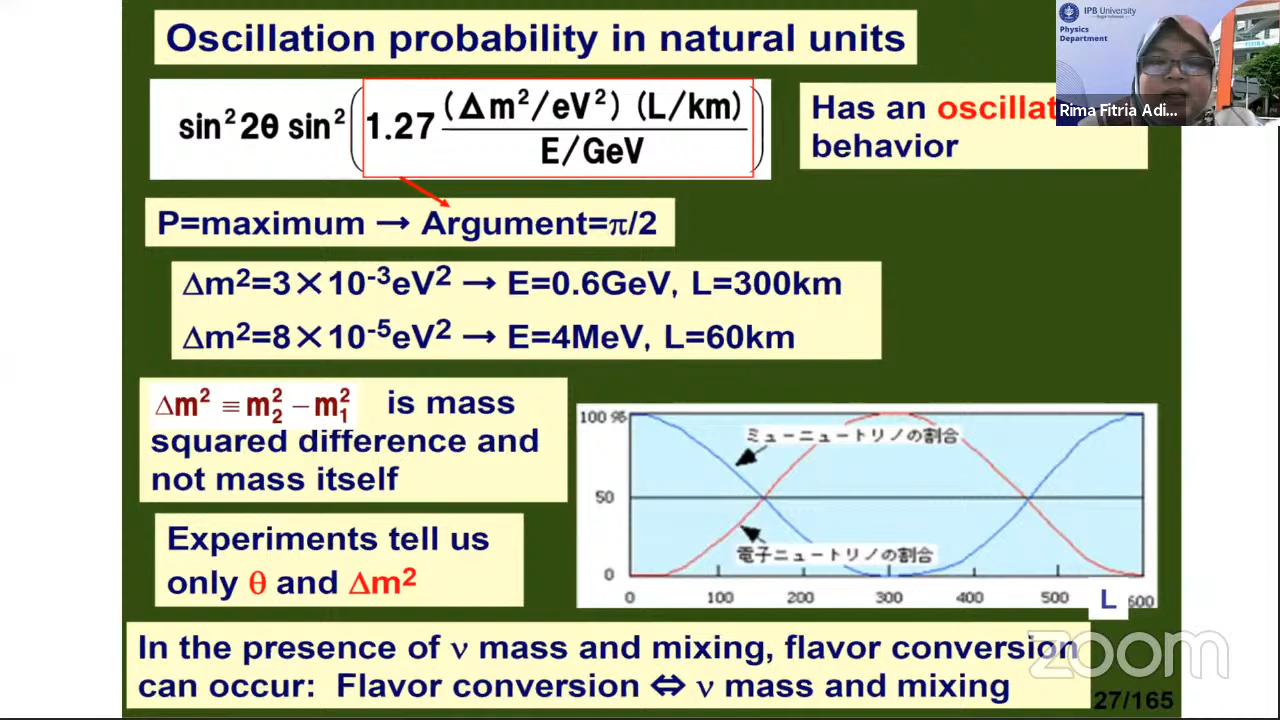 Oscillation probability in natural units
IPB University
Physics
Department
Rima Fitria Adi...
sin² 2θ sin² ( 1.27 (Δm²/eV²) (L/km) / E/GeV )
Has an oscillat
behavior
P=maximum → Argument=π/2
Δm²=3×10⁻³eV² → E=0.6GeV, L=300km
Δm²=8×10⁻⁵eV² → E=4MeV, L=60km
Δm² ≡ m₂² − m₁² is mass
squared difference and
not mass itself
Experiments tell us
only θ and Δm²
100 %
ミューニュートリノの割合
50
電子ニュートリノの割合
0
0 100 200 300 400 500 L 600
In the presence of ν mass and mixing, flavor conversion
can occur: Flavor conversion ⇔ ν mass and mixing
zoom
27/165